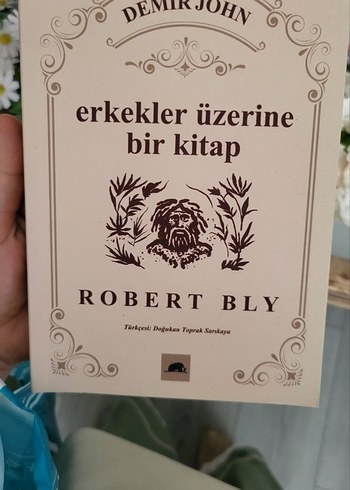 DEMİR JOHN
erkekler üzerine
bir kitap
ROBERT BLY
Türkçesi: Doğukan Toprak Sarıkaya